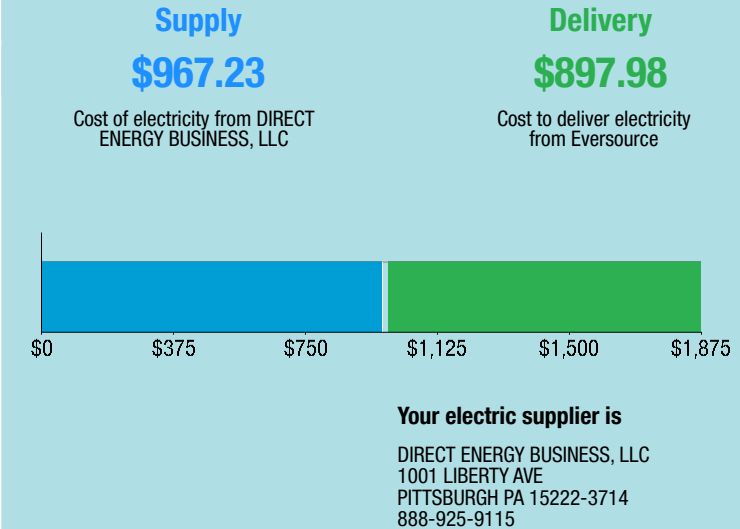 Supply
$967.23
Cost of electricity from DIRECT
ENERGY BUSINESS, LLC
Delivery
$897.98
Cost to deliver electricity
from Eversource
$0 $375 $750 $1,125 $1,500 $1,875
Your electric supplier is
DIRECT ENERGY BUSINESS, LLC
1001 LIBERTY AVE
PITTSBURGH PA 15222-3714
888-925-9115